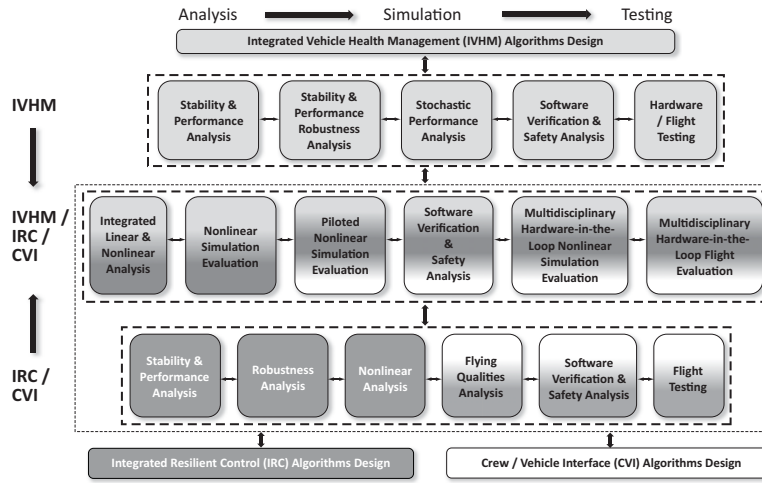 Analysis Simulation Testing
Integrated Vehicle Health Management (IVHM) Algorithms Design
IVHM
Stability &
Performance
Analysis
Stability &
Performance
Robustness
Analysis
Stochastic
Performance
Analysis
Software
Verification &
Safety Analysis
Hardware
/ Flight
Testing
IVHM /
IRC /
CVI
Integrated
Linear &
Nonlinear
Analysis
Nonlinear
Simulation
Evaluation
Piloted
Nonlinear
Simulation
Evaluation
Software
Verification
&
Safety
Analysis
Multidisciplinary
Hardware-in-the-
Loop Nonlinear
Simulation
Evaluation
Multidisciplinary
Hardware-in-the-
Loop Flight
Evaluation
IRC /
CVI
Stability &
Performance
Analysis
Robustness
Analysis
Nonlinear
Analysis
Flying
Qualities
Analysis
Software
Verification &
Safety Analysis
Flight
Testing
Integrated Resilient Control (IRC) Algorithms Design
Crew / Vehicle Interface (CVI) Algorithms Design